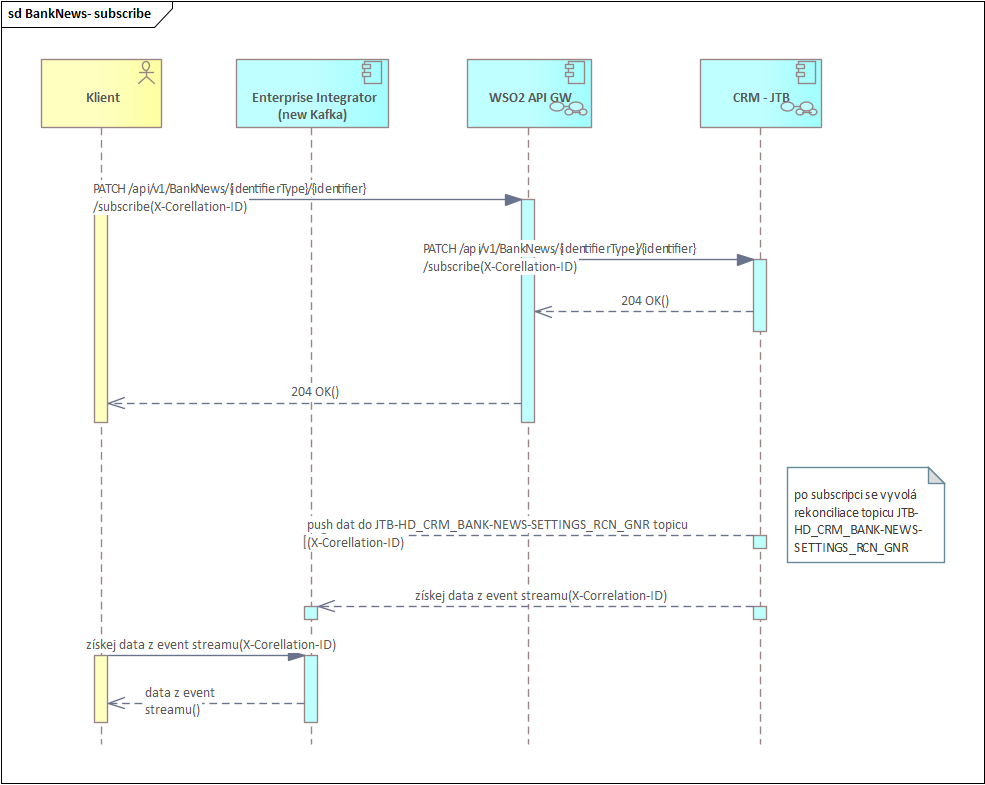 sd BankNews- subscribe
Klient
Enterprise Integrator
(new Kafka)
WSO2 API GW
CRM - JTB
PATCH /api/v1/BankNews/{identifierType}/{identifier}
/subscribe(X-Corellation-ID)
PATCH /api/v1/BankNews/{identifierType}/{identifier}
/subscribe(X-Corellation-ID)
204 OK()
204 OK()
po subscripci se vyvolá
rekonciliace topicu JTB-
HD_CRM_BANK-NEWS-
SETTINGS_RCN_GNR
push dat do JTB-HD_CRM_BANK-NEWS-SETTINGS_RCN_GNR topicu
(X-Corellation-ID)
získej data z event streamu(X-Correlation-ID)
získej data z event streamu(X-Corellation-ID)
data z event
streamu()